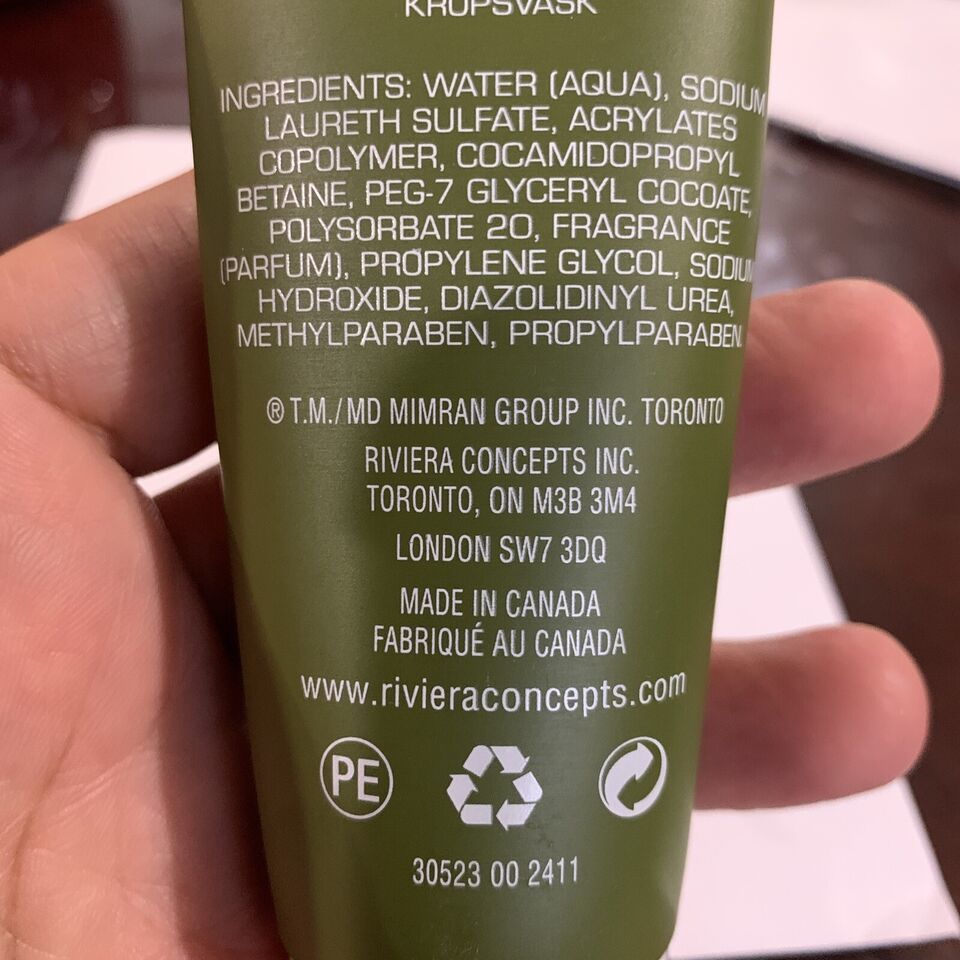 KROPSVASK
INGREDIENTS: WATER (AQUA), SODIUM
LAURETH SULFATE, ACRYLATES
COPOLYMER, COCAMIDOPROPYL
BETAINE, PEG-7 GLYCERYL COCOATE,
POLYSORBATE 20, FRAGRANCE
(PARFUM), PROPYLENE GLYCOL, SODIUM
HYDROXIDE, DIAZOLIDINYL UREA,
METHYLPARABEN, PROPYLPARABEN.
® T.M./MD MIMRAN GROUP INC. TORONTO
RIVIERA CONCEPTS INC.
TORONTO, ON M3B 3M4
LONDON SW7 3DQ
MADE IN CANADA
FABRIQUÉ AU CANADA
www.rivieraconcepts.com
PE
30523 00 2411